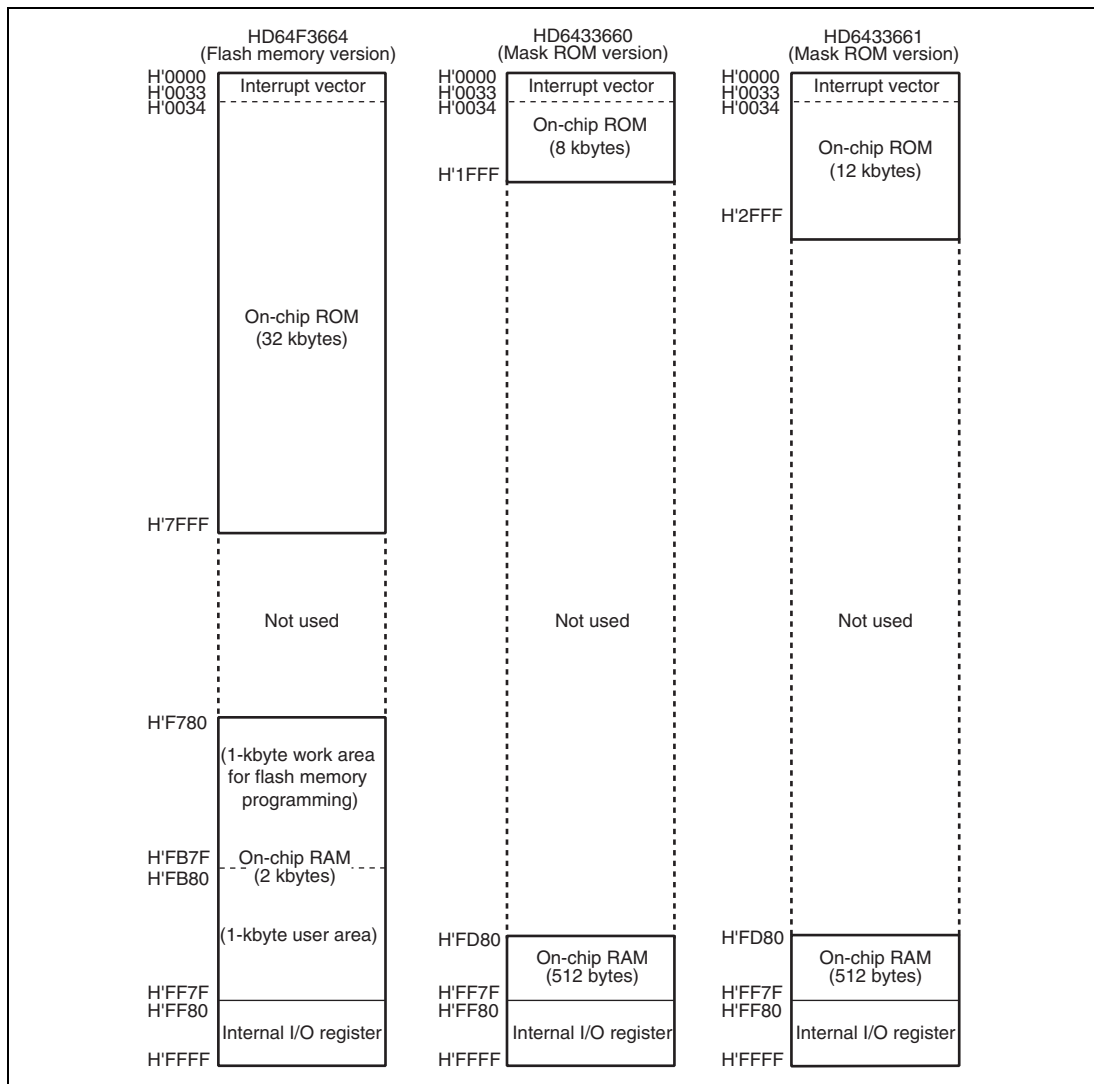 HD64F3664
(Flash memory version)
H'0000
H'0033
H'0034
Interrupt vector
On-chip ROM
(32 kbytes)
H'7FFF
Not used
H'F780
(1-kbyte work area
for flash memory
programming)
H'FB7F
H'FB80
On-chip RAM
(2 kbytes)
(1-kbyte user area)
H'FF7F
H'FF80
Internal I/O register
H'FFFF
HD6433660
(Mask ROM version)
H'0000
H'0033
H'0034
Interrupt vector
On-chip ROM
(8 kbytes)
H'1FFF
Not used
H'FD80
On-chip RAM
(512 bytes)
H'FF7F
H'FF80
Internal I/O register
H'FFFF
HD6433661
(Mask ROM version)
H'0000
H'0033
H'0034
Interrupt vector
On-chip ROM
(12 kbytes)
H'2FFF
Not used
H'FD80
On-chip RAM
(512 bytes)
H'FF7F
H'FF80
Internal I/O register
H'FFFF